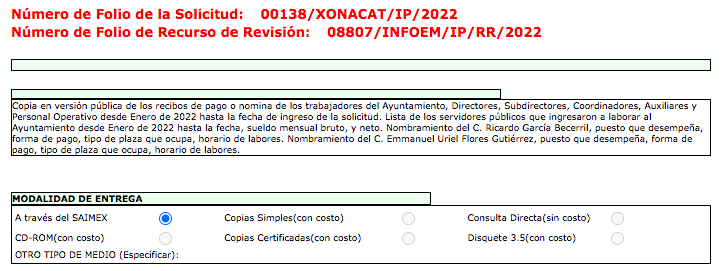 Número de Folio de la Solicitud: 00138/XONACAT/IP/2022
Número de Folio de Recurso de Revisión: 08807/INFOEM/IP/RR/2022
Copia en versión pública de los recibos de pago o nomina de los trabajadores del Ayuntamiento, Directores, Subdirectores, Coordinadores, Auxiliares y
Personal Operativo desde Enero de 2022 hasta la fecha de ingreso de la solicitud. Lista de los servidores públicos que ingresaron a laborar al
Ayuntamiento desde Enero de 2022 hasta la fecha, sueldo mensual bruto, y neto. Nombramiento del C. Ricardo García Becerril, puesto que desempeña,
forma de pago, tipo de plaza que ocupa, horario de labores. Nombramiento del C. Emmanuel Uriel Flores Gutiérrez, puesto que desempeña, forma de
pago, tipo de plaza que ocupa, horario de labores.
MODALIDAD DE ENTREGA
A través del SAIMEX Copias Simples(con costo) Consulta Directa(sin costo)
CD-ROM(con costo) Copias Certificadas(con costo) Disquete 3.5(con costo)
OTRO TIPO DE MEDIO (Especificar):